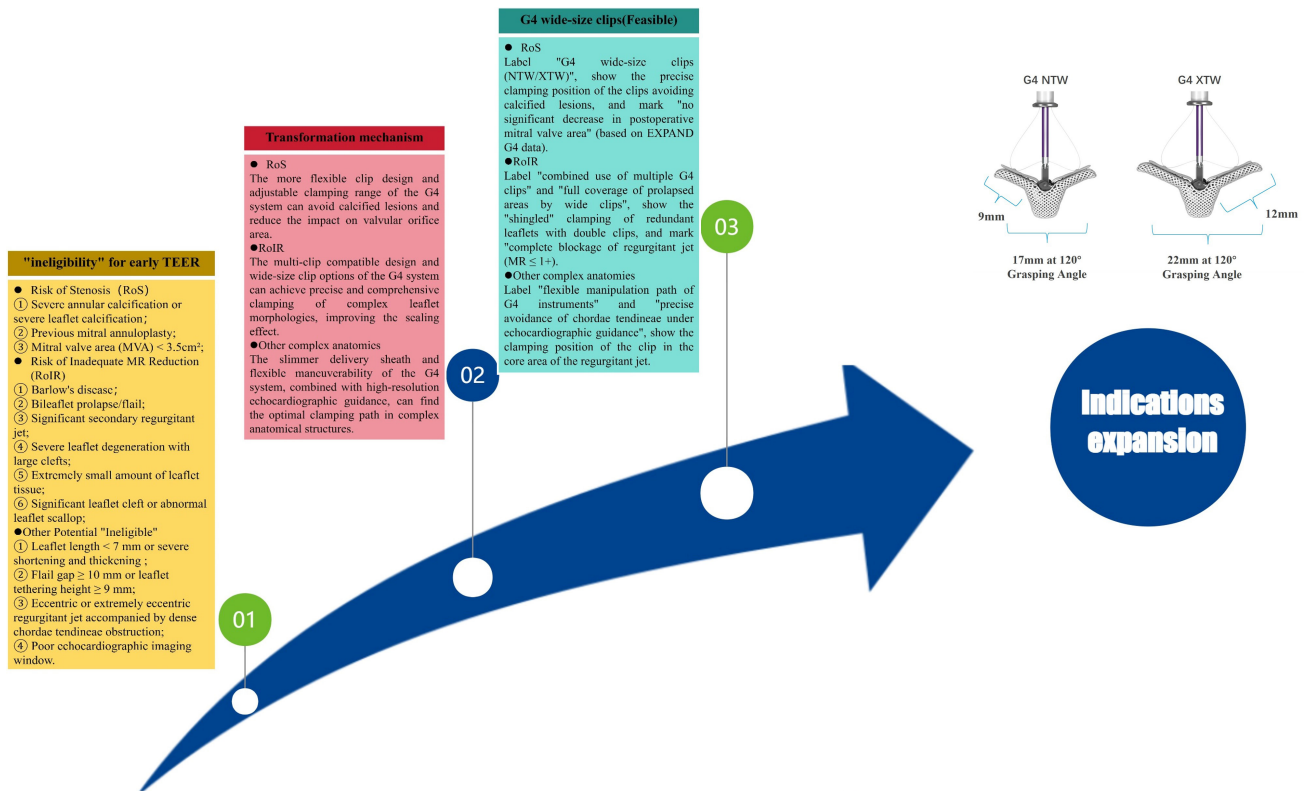 "ineligibility" for early TEER
● Risk of Stenosis (RoS)
① Severe annular calcification or
severe leaflet calcification;
② Previous mitral annuloplasty;
③ Mitral valve area (MVA) < 3.5cm²;
● Risk of Inadequate MR Reduction
(RoIR)
① Barlow's disease;
② Bileaflet prolapse/flail;
③ Significant secondary regurgitant
jet;
④ Severe leaflet degeneration with
large clefts;
⑤ Extremely small amount of leaflet
tissue;
⑥ Significant leaflet cleft or abnormal
leaflet scallop;
●Other Potential "Ineligible"
① Leaflet length < 7 mm or severe
shortening and thickening ;
② Flail gap ≥ 10 mm or leaflet
tethering height ≥ 9 mm;
③ Eccentric or extremely eccentric
regurgitant jet accompanied by dense
chordae tendineae obstruction;
④ Poor echocardiographic imaging
window.
01
Transformation mechanism
● RoS
The more flexible clip design and
adjustable clamping range of the G4
system can avoid calcified lesions and
reduce the impact on valvular orifice
area.
●RoIR
The multi-clip compatible design and
wide-size clip options of the G4 system
can achieve precise and comprehensive
clamping of complex leaflet
morphologies, improving the scaling
effect.
●Other complex anatomics
The slimmer delivery sheath and
flexible maneuverability of the G4
system, combined with high-resolution
echocardiographic guidance, can find
the optimal clamping path in complex
anatomical structures.
02
G4 wide-size clips(Feasible)
● RoS
Label "G4 wide-size clips
(NTW/XTW)", show the precise
clamping position of the clips avoiding
calcified lesions, and mark "no
significant decrease in postoperative
mitral valve area" (based on EXPAND
G4 data).
●RoIR
Label "combined use of multiple G4
clips" and "full coverage of prolapsed
areas by wide clips", show the
"shingled" clamping of redundant
leaflets with double clips, and mark
"complete blockage of regurgitant jet
(MR ≤ 1+).
●Other complex anatomies
Label "flexible manipulation path of
G4 instruments" and "precise
avoidance of chordae tendineae under
echocardiographic guidance", show the
clamping position of the clip in the
core area of the regurgitant jet.
03
G4 NTW
9mm
17mm at 120°
Grasping Angle
G4 XTW
12mm
22mm at 120°
Grasping Angle
Indications
expansion